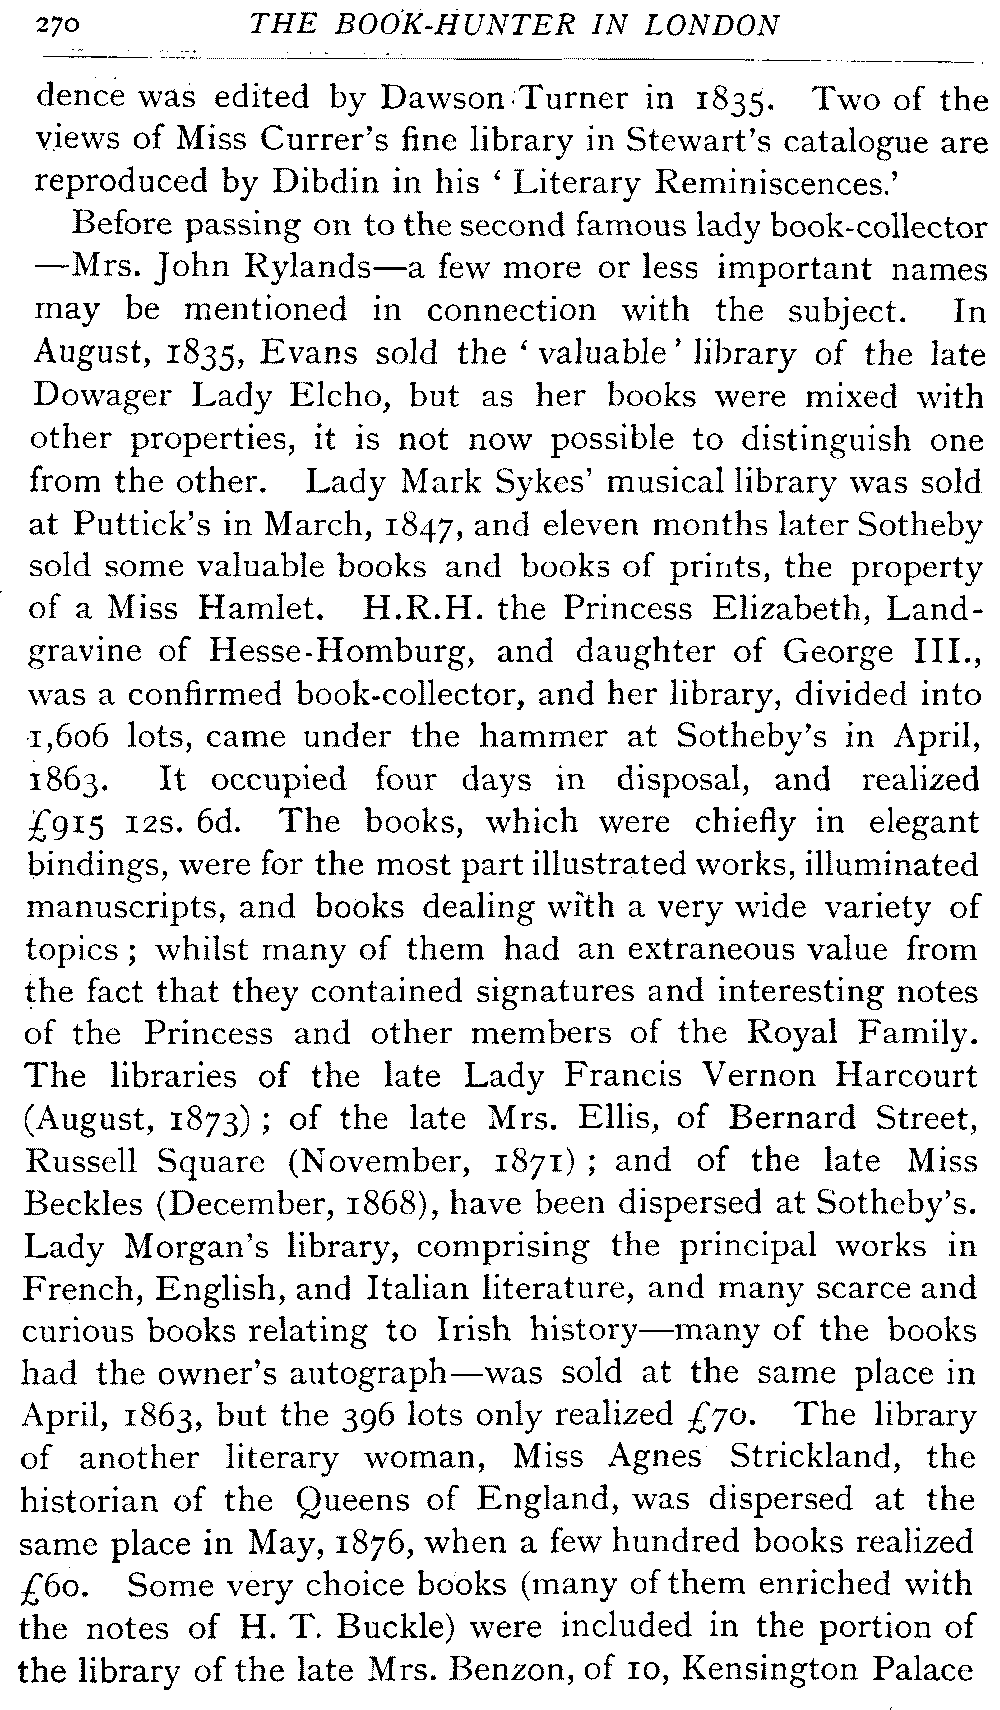 270 THE BOOK-HUNTER IN LONDON
dence was edited by Dawson Turner in 1835. Two of the
views of Miss Currer's fine library in Stewart's catalogue are
reproduced by Dibdin in his ‘ Literary Reminiscences.’
Before passing on to the second famous lady book-collector
—Mrs. John Rylands—a few more or less important names
may be mentioned in connection with the subject. In
August, 1835, Evans sold the ‘ valuable ’ library of the late
Dowager Lady Elcho, but as her books were mixed with
other properties, it is not now possible to distinguish one
from the other. Lady Mark Sykes’ musical library was sold
at Puttick's in March, 1847, and eleven months later Sotheby
sold some valuable books and books of prints, the property
of a Miss Hamlet. H.R.H. the Princess Elizabeth, Land-
gravine of Hesse-Homburg, and daughter of George III.,
was a confirmed book-collector, and her library, divided into
1,606 lots, came under the hammer at Sotheby's in April,
1863. It occupied four days in disposal, and realized
£915 12s. 6d. The books, which were chiefly in elegant
bindings, were for the most part illustrated works, illuminated
manuscripts, and books dealing with a very wide variety of
topics ; whilst many of them had an extraneous value from
the fact that they contained signatures and interesting notes
of the Princess and other members of the Royal Family.
The libraries of the late Lady Francis Vernon Harcourt
(August, 1873) ; of the late Mrs. Ellis, of Bernard Street,
Russell Square (November, 1871) ; and of the late Miss
Beckles (December, 1868), have been dispersed at Sotheby's.
Lady Morgan's library, comprising the principal works in
French, English, and Italian literature, and many scarce and
curious books relating to Irish history—many of the books
had the owner's autograph—was sold at the same place in
April, 1863, but the 396 lots only realized £70. The library
of another literary woman, Miss Agnes Strickland, the
historian of the Queens of England, was dispersed at the
same place in May, 1876, when a few hundred books realized
£60. Some very choice books (many of them enriched with
the notes of H. T. Buckle) were included in the portion of
the library of the late Mrs. Benzon, of 10, Kensington Palace